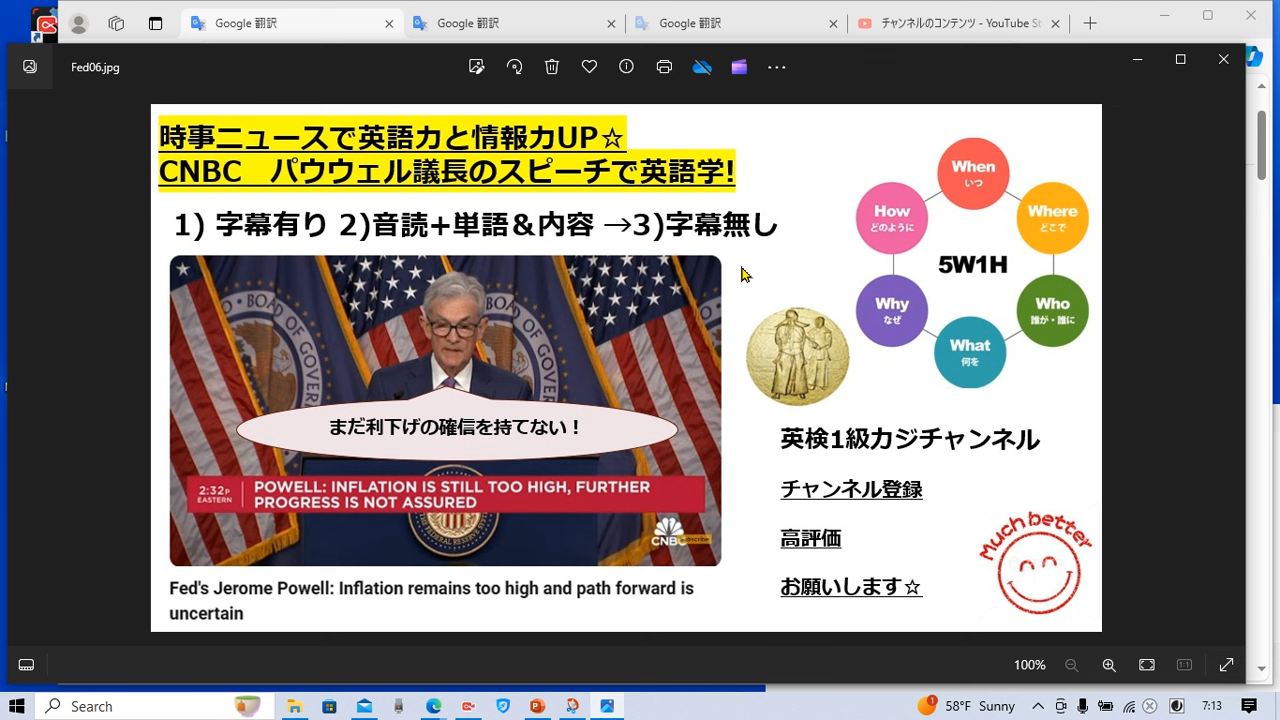 Google 翻訳
Google 翻訳
Google 翻訳
チャンネルのコンテンツ - YouTube St
Fed06.jpg
時事ニュースで英語力と情報力UP☆
CNBC　パウウェル議長のスピーチで英語学!
1) 字幕有り 2)音読+単語＆内容 →3)字幕無し
When
いつ
How
どのように
Where
どこで
5W1H
Why
なぜ
Who
誰が・誰に
What
何を
BOARD OF GOVERNO
まだ利下げの確信を持てない！
2:32P
EASTERN
POWELL: INFLATION IS STILL TOO HIGH, FURTHER
PROGRESS IS NOT ASSURED
CNBC
subscribe
Fed's Jerome Powell: Inflation remains too high and path forward is
uncertain
英検1級カジチャンネル
チャンネル登録
高評価
お願いします☆
Much better
100%
1:1
Search
1
58°F Sunny
7:13